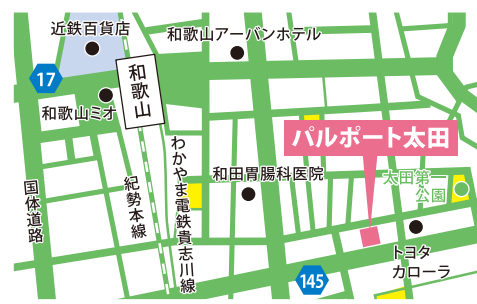 近鉄百貨店
和歌山アーバンホテル
17
和歌山
和歌山ミオ
パルポート太田
わかやま電鉄貴志川線
和田胃腸科医院
太田第一
公園
国体道路
紀勢本線
トヨタ
カローラ
145